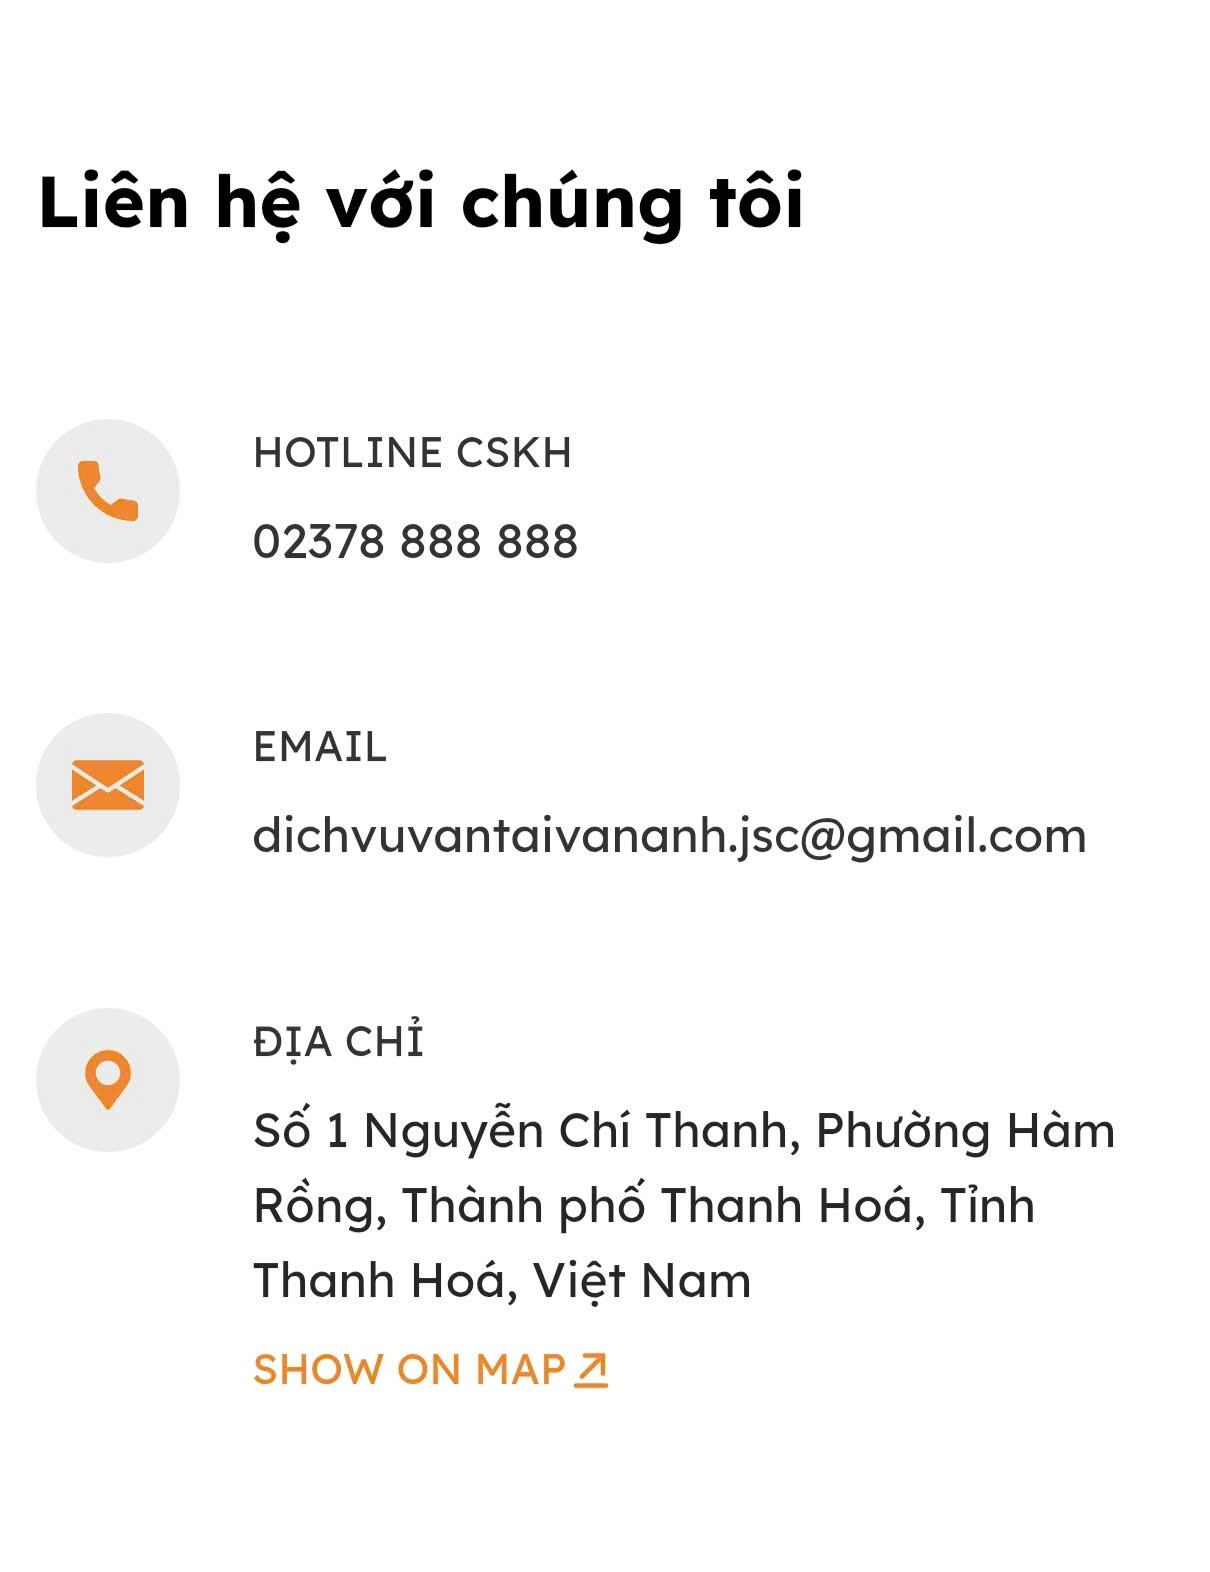 Liên hệ với chúng tôi
HOTLINE CSKH
02378 888 888
EMAIL
dichvuvantaivananh.jsc@gmail.com
ĐỊA CHỈ
Số 1 Nguyễn Chí Thanh, Phường Hàm
Rồng, Thành phố Thanh Hoá, Tỉnh
Thanh Hoá, Việt Nam
SHOW ON MAP